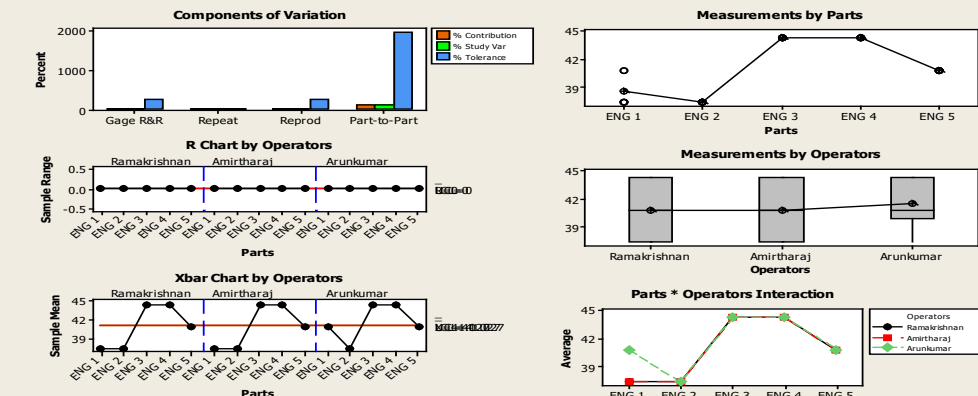 Components of Variation
2000
1000
0
Percent
Gage R&R Repeat Reprod Part-to-Part
% Contribution
% Study Var
% Tolerance
R Chart by Operators
Ramakrishnan Amirtharaj Arunkumar
0.5
0.0
-0.5
Sample Range
ENG 1 ENG 2 ENG 3 ENG 4 ENG 5 ENG 1 ENG 2 ENG 3 ENG 4 ENG 5 ENG 1 ENG 2 ENG 3 ENG 4 ENG 5
Parts
Xbar Chart by Operators
Ramakrishnan Amirtharaj Arunkumar
45
42
39
Sample Mean
ENG 1 ENG 2 ENG 3 ENG 4 ENG 5 ENG 1 ENG 2 ENG 3 ENG 4 ENG 5 ENG 1 ENG 2 ENG 3 ENG 4 ENG 5
Parts
Measurements by Parts
45
42
39
ENG 1 ENG 2 ENG 3 ENG 4 ENG 5
Parts
Measurements by Operators
45
42
39
Ramakrishnan Amirtharaj Arunkumar
Operators
Parts * Operators Interaction
45
42
39
Average
ENG 1 ENG 2 ENG 3 ENG 4 ENG 5
Operators
Ramakrishnan
Amirtharaj
Arunkumar